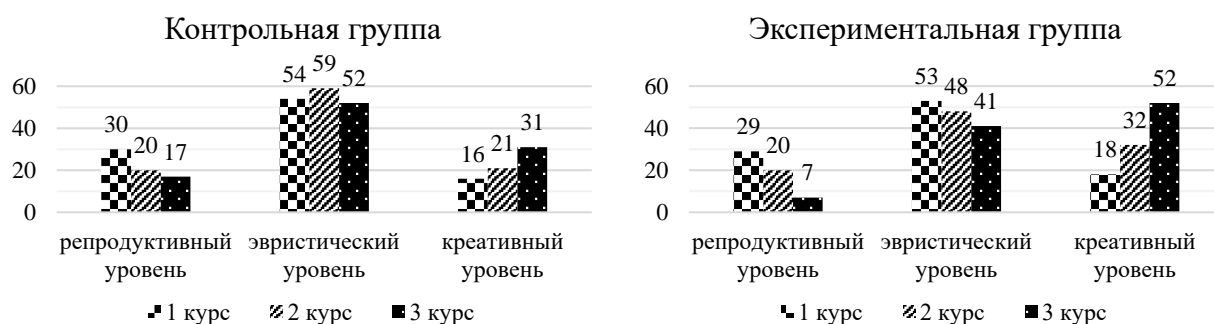 Контрольная группа
60
40
20
0
54 59 52
30 20 17
16 21 31
репродуктивный уровень
эвристический уровень
креативный уровень
1 курс 2 курс 3 курс
Экспериментальная группа
60
40
20
0
53 48 41
29 20 7
18 32 52
репродуктивный уровень
эвристический уровень
креативный уровень
1 курс 2 курс 3 курс